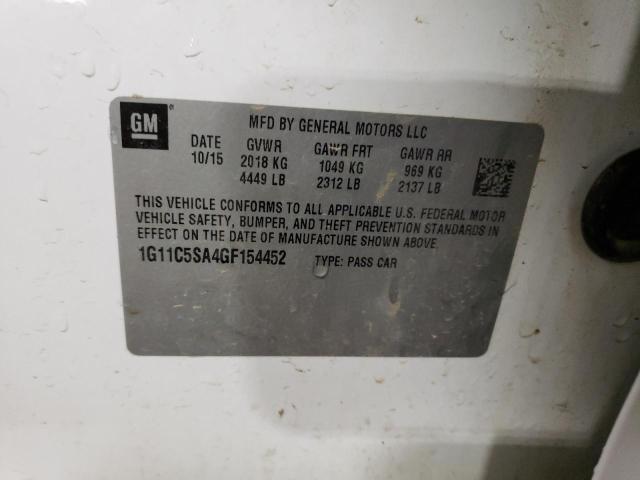 GM
MFD BY GENERAL MOTORS LLC
DATE GVWR GAWR FRT GAWR RR
10/15 2018 KG 1049 KG 969 KG
4449 LB 2312 LB 2137 LB
THIS VEHICLE CONFORMS TO ALL APPLICABLE U.S. FEDERAL MOTOR
VEHICLE SAFETY, BUMPER, AND THEFT PREVENTION STANDARDS IN
EFFECT ON THE DATE OF MANUFACTURE SHOWN ABOVE.
1G11C5SA4GF154452 TYPE: PASS CAR